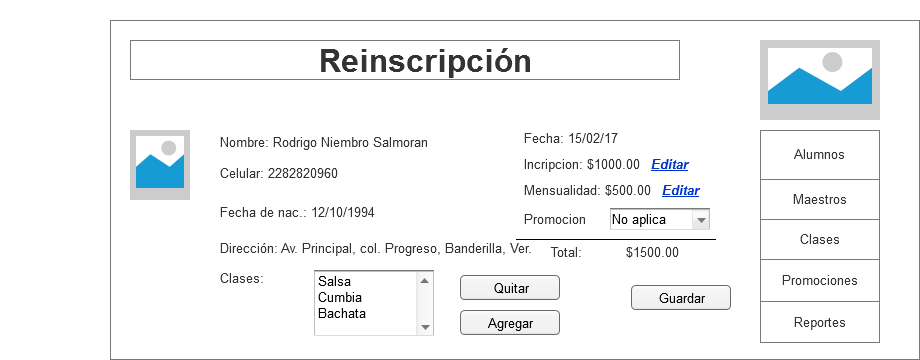 Reinscripción
Nombre: Rodrigo Niembro Salmoran
Celular: 2282820960
Fecha de nac.: 12/10/1994
Dirección: Av. Principal, col. Progreso, Banderilla, Ver.
Clases:
Salsa
Cumbia
Bachata
Quitar
Agregar
Fecha: 15/02/17
Incripcion: $1000.00 Editar
Mensualidad: $500.00 Editar
Promocion No aplica
Total: $1500.00
Guardar
Alumnos
Maestros
Clases
Promociones
Reportes